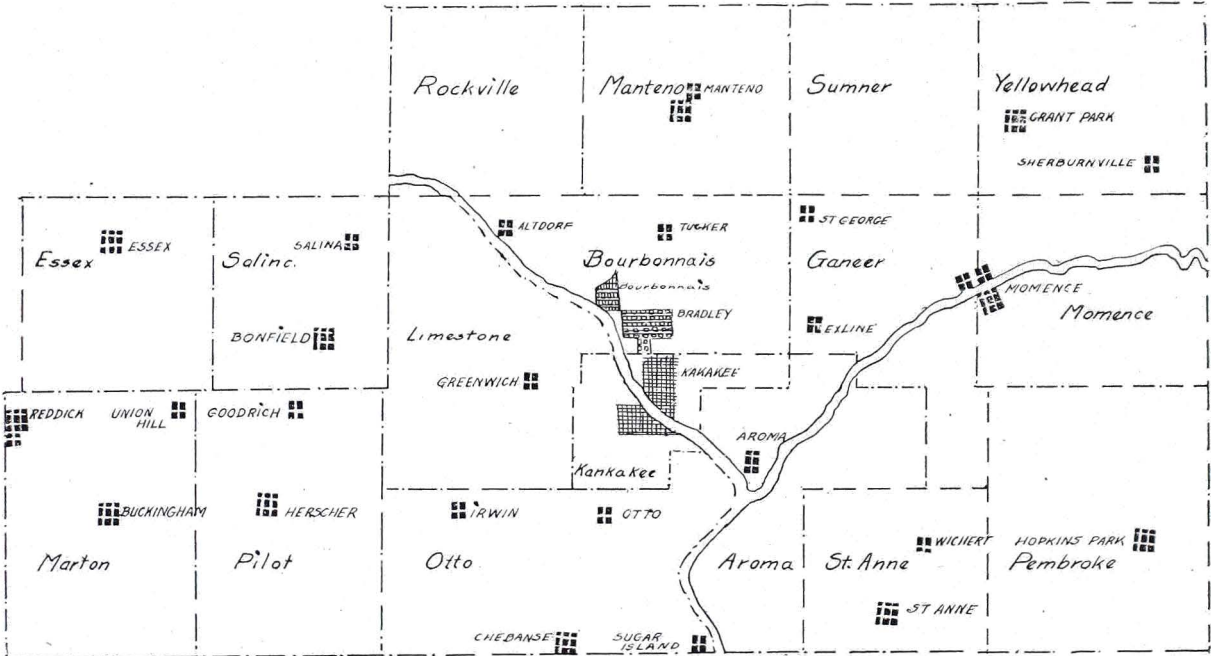 Rockville
Manteno
MANTENO
Sumner
Yellowhead
GRANT PARK
SHERBURNVILLE
Essex
ESSEX
Salinc.
SALINA
BONFIELD
ALTDORF
TUCKER
Bourbonnais
Bourbonnais
BRADLEY
ST GEORGE
Ganeer
EXLINE
MOMENCE
Momence
Limestone
GREENWICH
KAKAKEE
REDDICK
UNION
HILL
GOODRICH
AROMA
Kankakee
BUCKINGHAM
HERSCHER
IRWIN
OTTO
WICHERT
HOPKINS PARK
Marton
Pilot
Otto
Aroma
St. Anne
Pembroke
ST ANNE
CHEBANSE
SUGAR
ISLAND